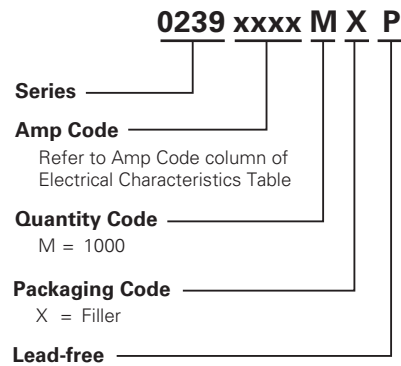 0239 xxxx M X P
Series
Amp Code
Refer to Amp Code column of
Electrical Characteristics Table
Quantity Code
M = 1000
Packaging Code
X = Filler
Lead-free